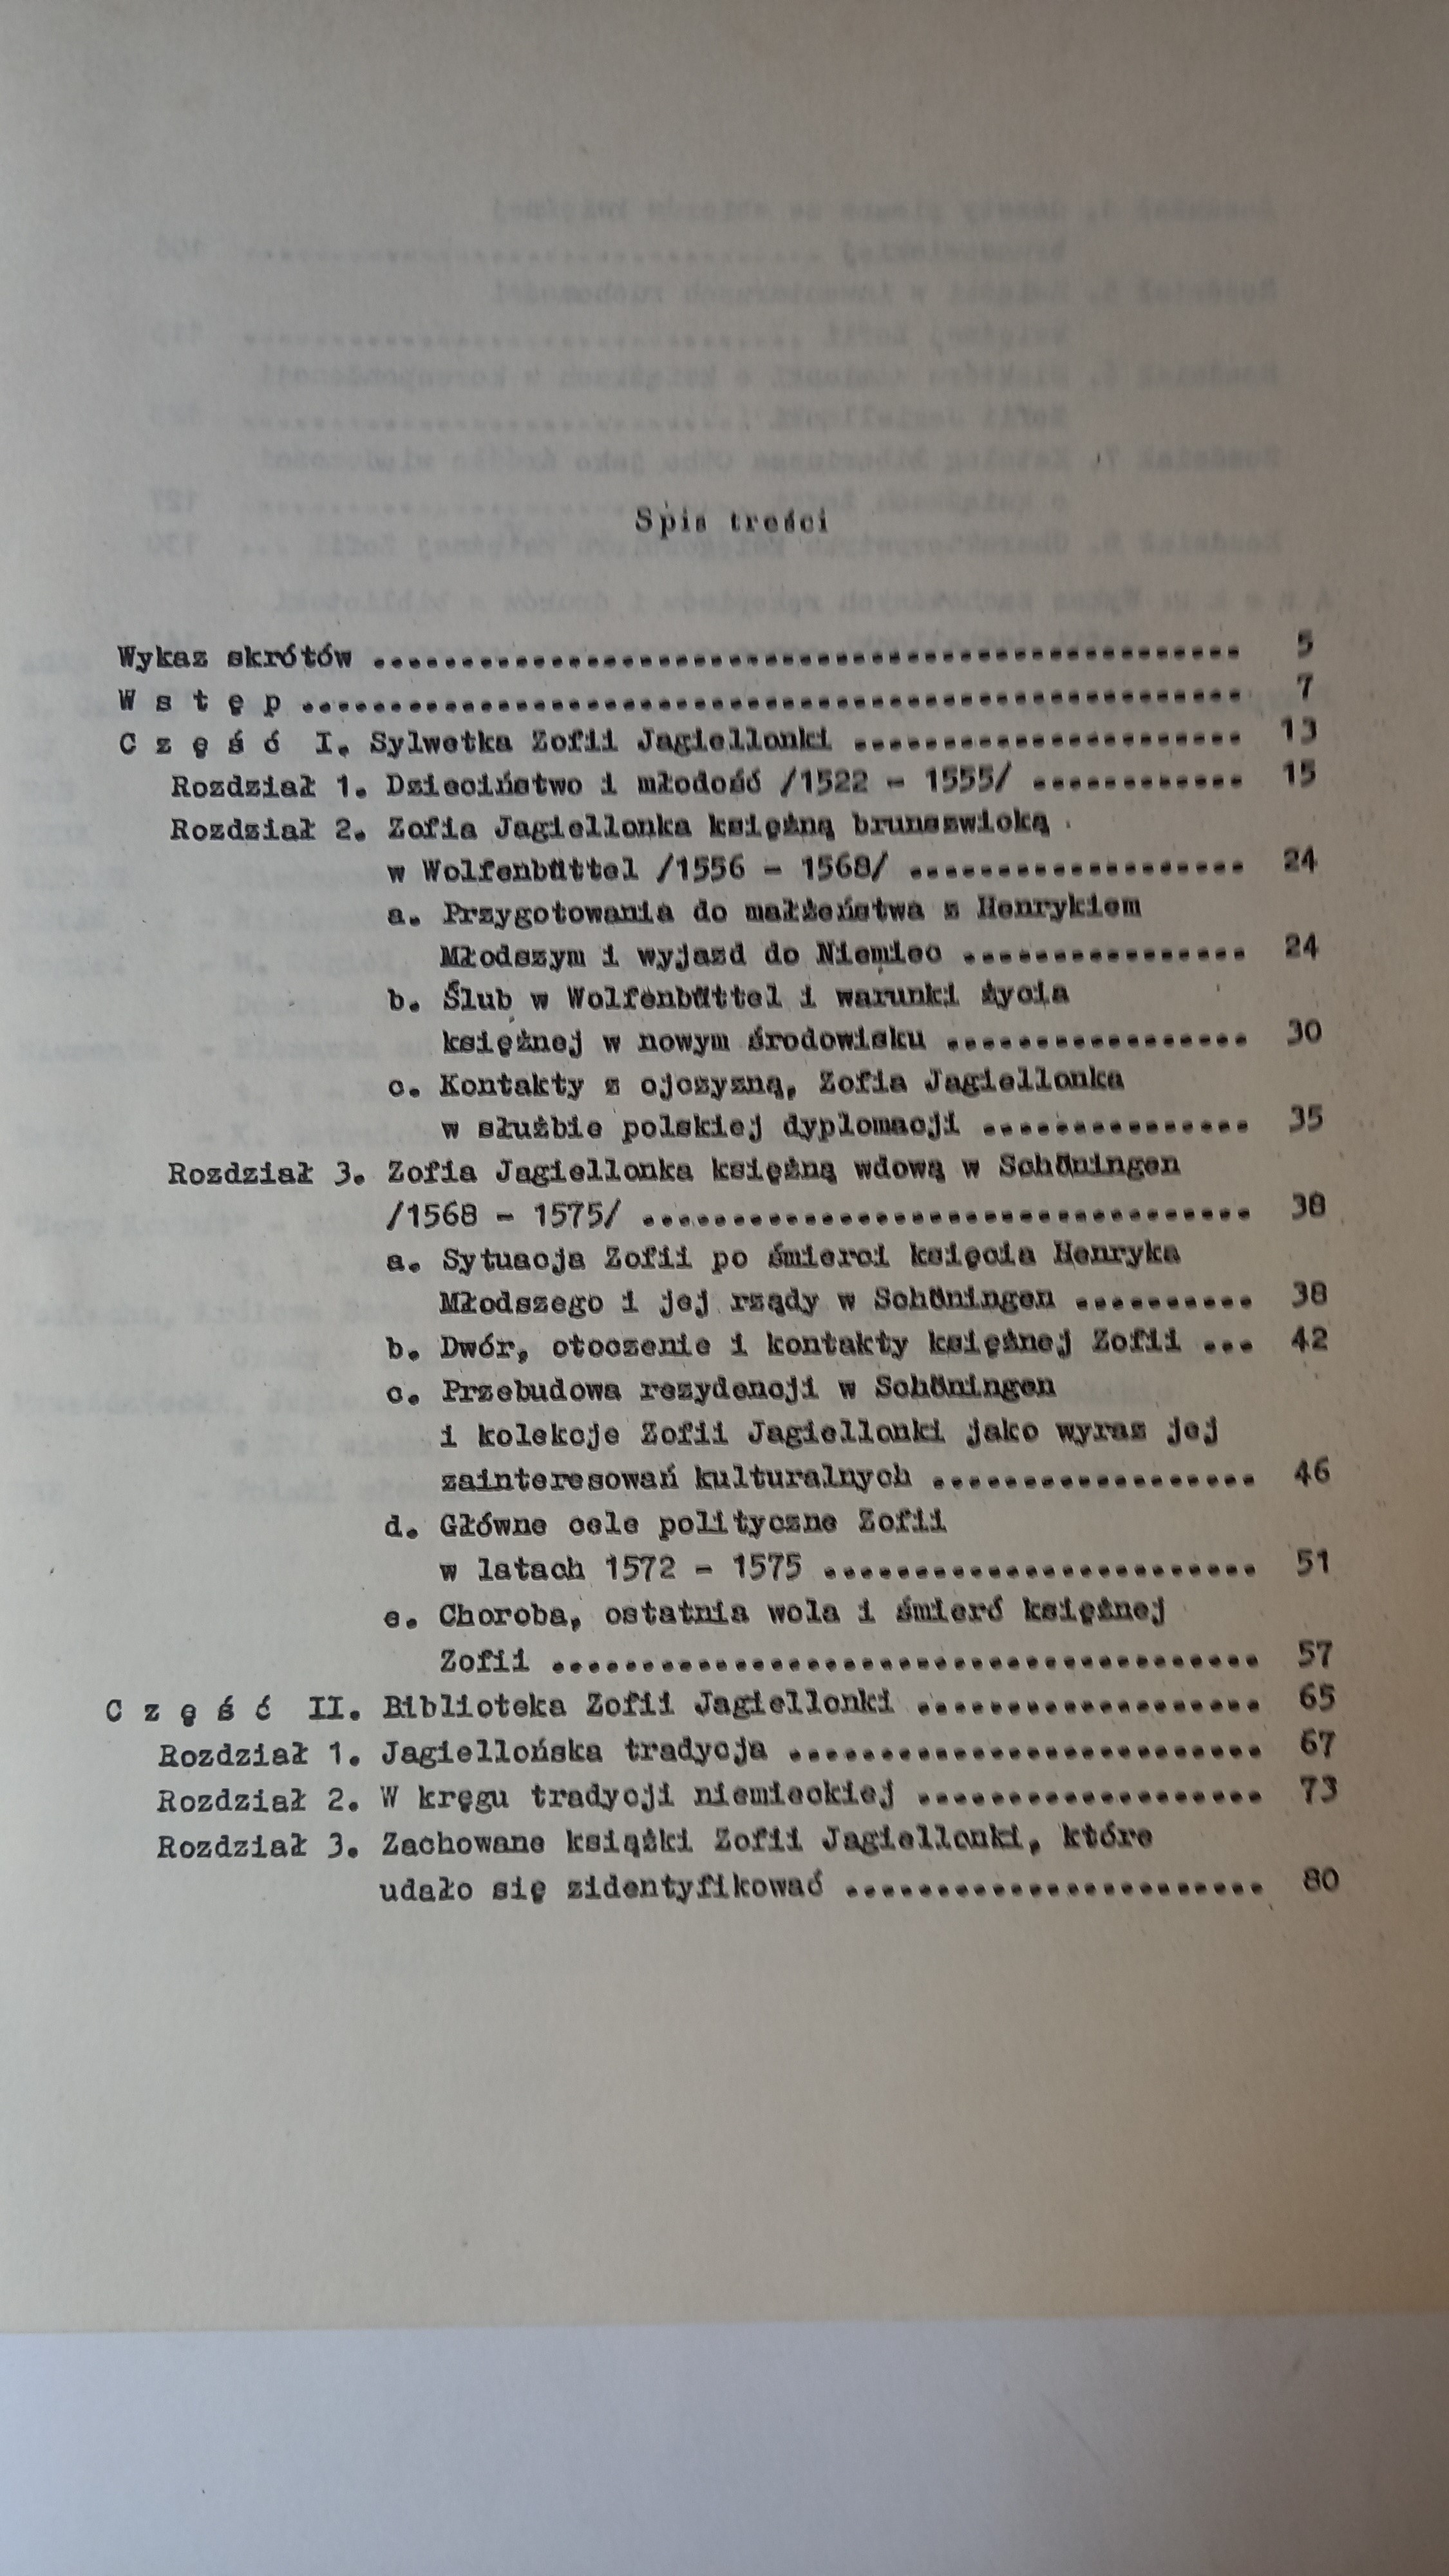 Spis treści
Wykaz skrótów ................................................ 5
W s t ę p .................................................... 7
C z ę ś ć  I. Sylwetka Zofii Jagiellonki ...................... 13
Rozdział 1. Dzieciństwo i młodość /1522 - 1555/ ............ 15
Rozdział 2. Zofia Jagiellonka księżną brunszwicką
w Wolfenbüttel /1556 - 1568/ ................... 24
a. Przygotowania do małżeństwa z Henrykiem
Młodszym i wyjazd do Niemiec ................ 24
b. Ślub w Wolfenbüttel i warunki życia
księżnej w nowym środowisku ................. 30
c. Kontakty z ojczyzną, Zofia Jagiellonka
w służbie polskiej dyplomacji ............... 35
Rozdział 3. Zofia Jagiellonka księżną wdową w Schöningen
/1568 - 1575/ .................................. 38
a. Sytuacja Zofii po śmierci księcia Henryka
Młodszego i jej rządy w Schöningen .......... 38
b. Dwór, otoczenie i kontakty księżnej Zofii ... 42
c. Przebudowa rezydencji w Schöningen
i kolekcje Zofii Jagiellonki jako wyraz jej
zainteresowań kulturalnych .................. 46
d. Główne cele polityczne Zofii
w latach 1572 - 1575 ........................ 51
e. Choroba, ostatnia wola i śmierć księżnej
Zofii ....................................... 57
C z ę ś ć  II. Biblioteka Zofii Jagiellonki ................... 65
Rozdział 1. Jagiellońska tradycja .......................... 67
Rozdział 2. W kręgu tradycji niemieckiej ................... 73
Rozdział 3. Zachowane książki Zofii Jagiellonki, które
udało się zidentyfikować ....................... 80